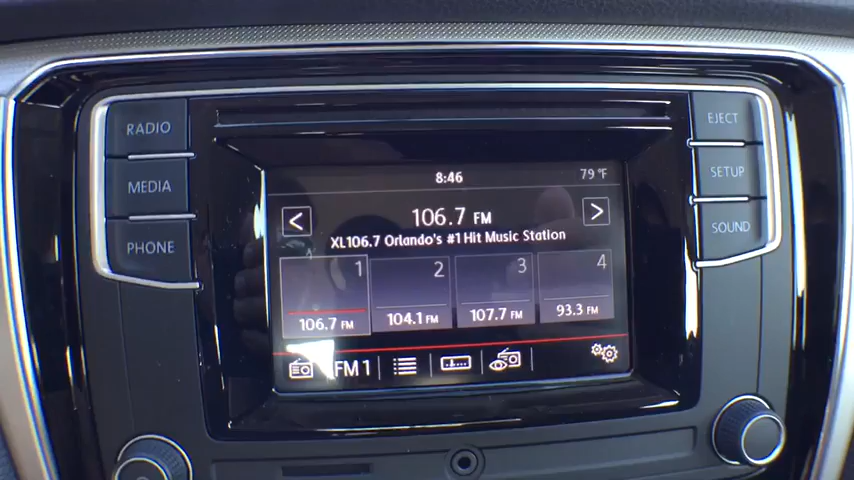 RADIO
MEDIA
PHONE
EJECT
SETUP
SOUND
8:46
79°F
<
106.7 FM
>
XL106.7 Orlando's #1 Hit Music Station
1
2
3
4
106.7 FM
104.1 FM
107.7 FM
93.3 FM
FM 1